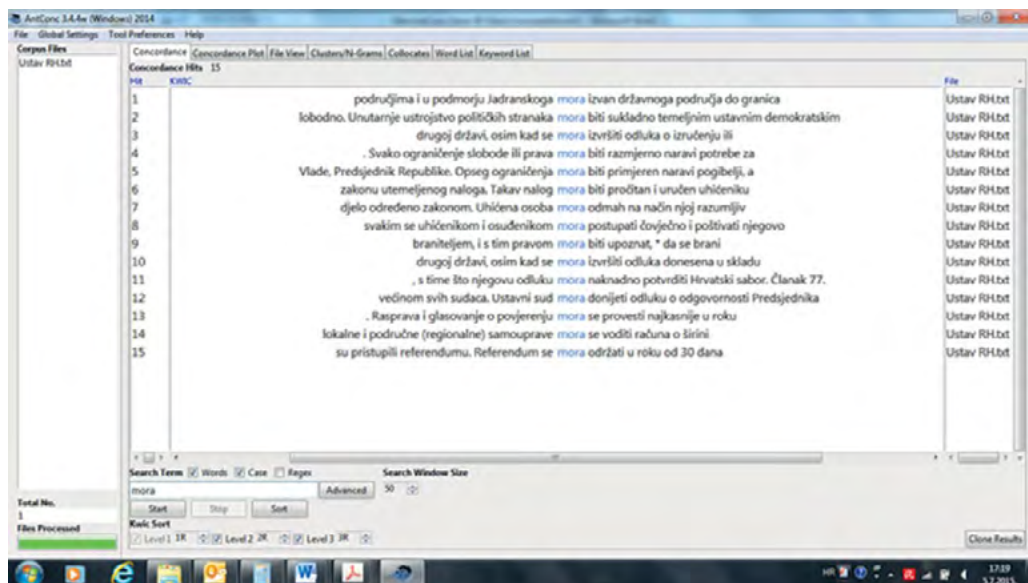 AntConc 3.4.4w (Windows) 2014
File Global Settings Tool Preferences Help
Corpus Files
Ustav RH.txt
Concordance Concordance Plot File View Clusters/N-Grams Collocates Word List Keyword List
Concordance Hits 15
Hit KWIC File
1 područjima i u podmorju Jadranskoga mora izvan državnoga područja do granica Ustav RH.txt
2 lobodno. Unutarnje ustrojstvo političkih stranaka mora biti sukladno temeljnim ustavnim demokratskim Ustav RH.txt
3 drugoj državi, osim kad se mora izvršiti odluka o izručenju ili Ustav RH.txt
4 . Svako ograničenje slobode ili prava mora biti razmjerno naravi potrebe za Ustav RH.txt
5 Vlade, Predsjednik Republike. Opseg ograničenja mora biti primjeren naravi pogibelji, a Ustav RH.txt
6 zakonu utemeljenog naloga. Takav nalog mora biti pročitan i uručen uhićeniku Ustav RH.txt
7 djelo određeno zakonom. Uhićena osoba mora odmah na način njoj razumljiv Ustav RH.txt
8 svakim se uhićenikom i osuđenikom mora postupati čovječno i poštivati njegovo Ustav RH.txt
9 braniteljem, i s tim pravom mora biti upoznat, * da se brani Ustav RH.txt
10 drugoj državi, osim kad se mora izvršiti odluka donesena u skladu Ustav RH.txt
11 , s time što njegovu odluku mora naknadno potvrditi Hrvatski sabor. Članak 77. Ustav RH.txt
12 većinom svih sudaca. Ustavni sud mora donijeti odluku o odgovornosti Predsjednika Ustav RH.txt
13 . Rasprava i glasovanje o povjerenju mora se provesti najkasnije u roku Ustav RH.txt
14 lokalne i područne (regionalne) samouprave mora se voditi računa o širini Ustav RH.txt
15 su pristupili referendumu. Referendum se mora održati u roku od 30 dana Ustav RH.txt
Search Term Words Case Regex Search Window Size
mora Advanced 50
Start Stop Sort
Kwic Sort
Level 1 1R Level 2 2R Level 3 3R
Total No.
1
Files Processed
Clone Results
HR 17:19